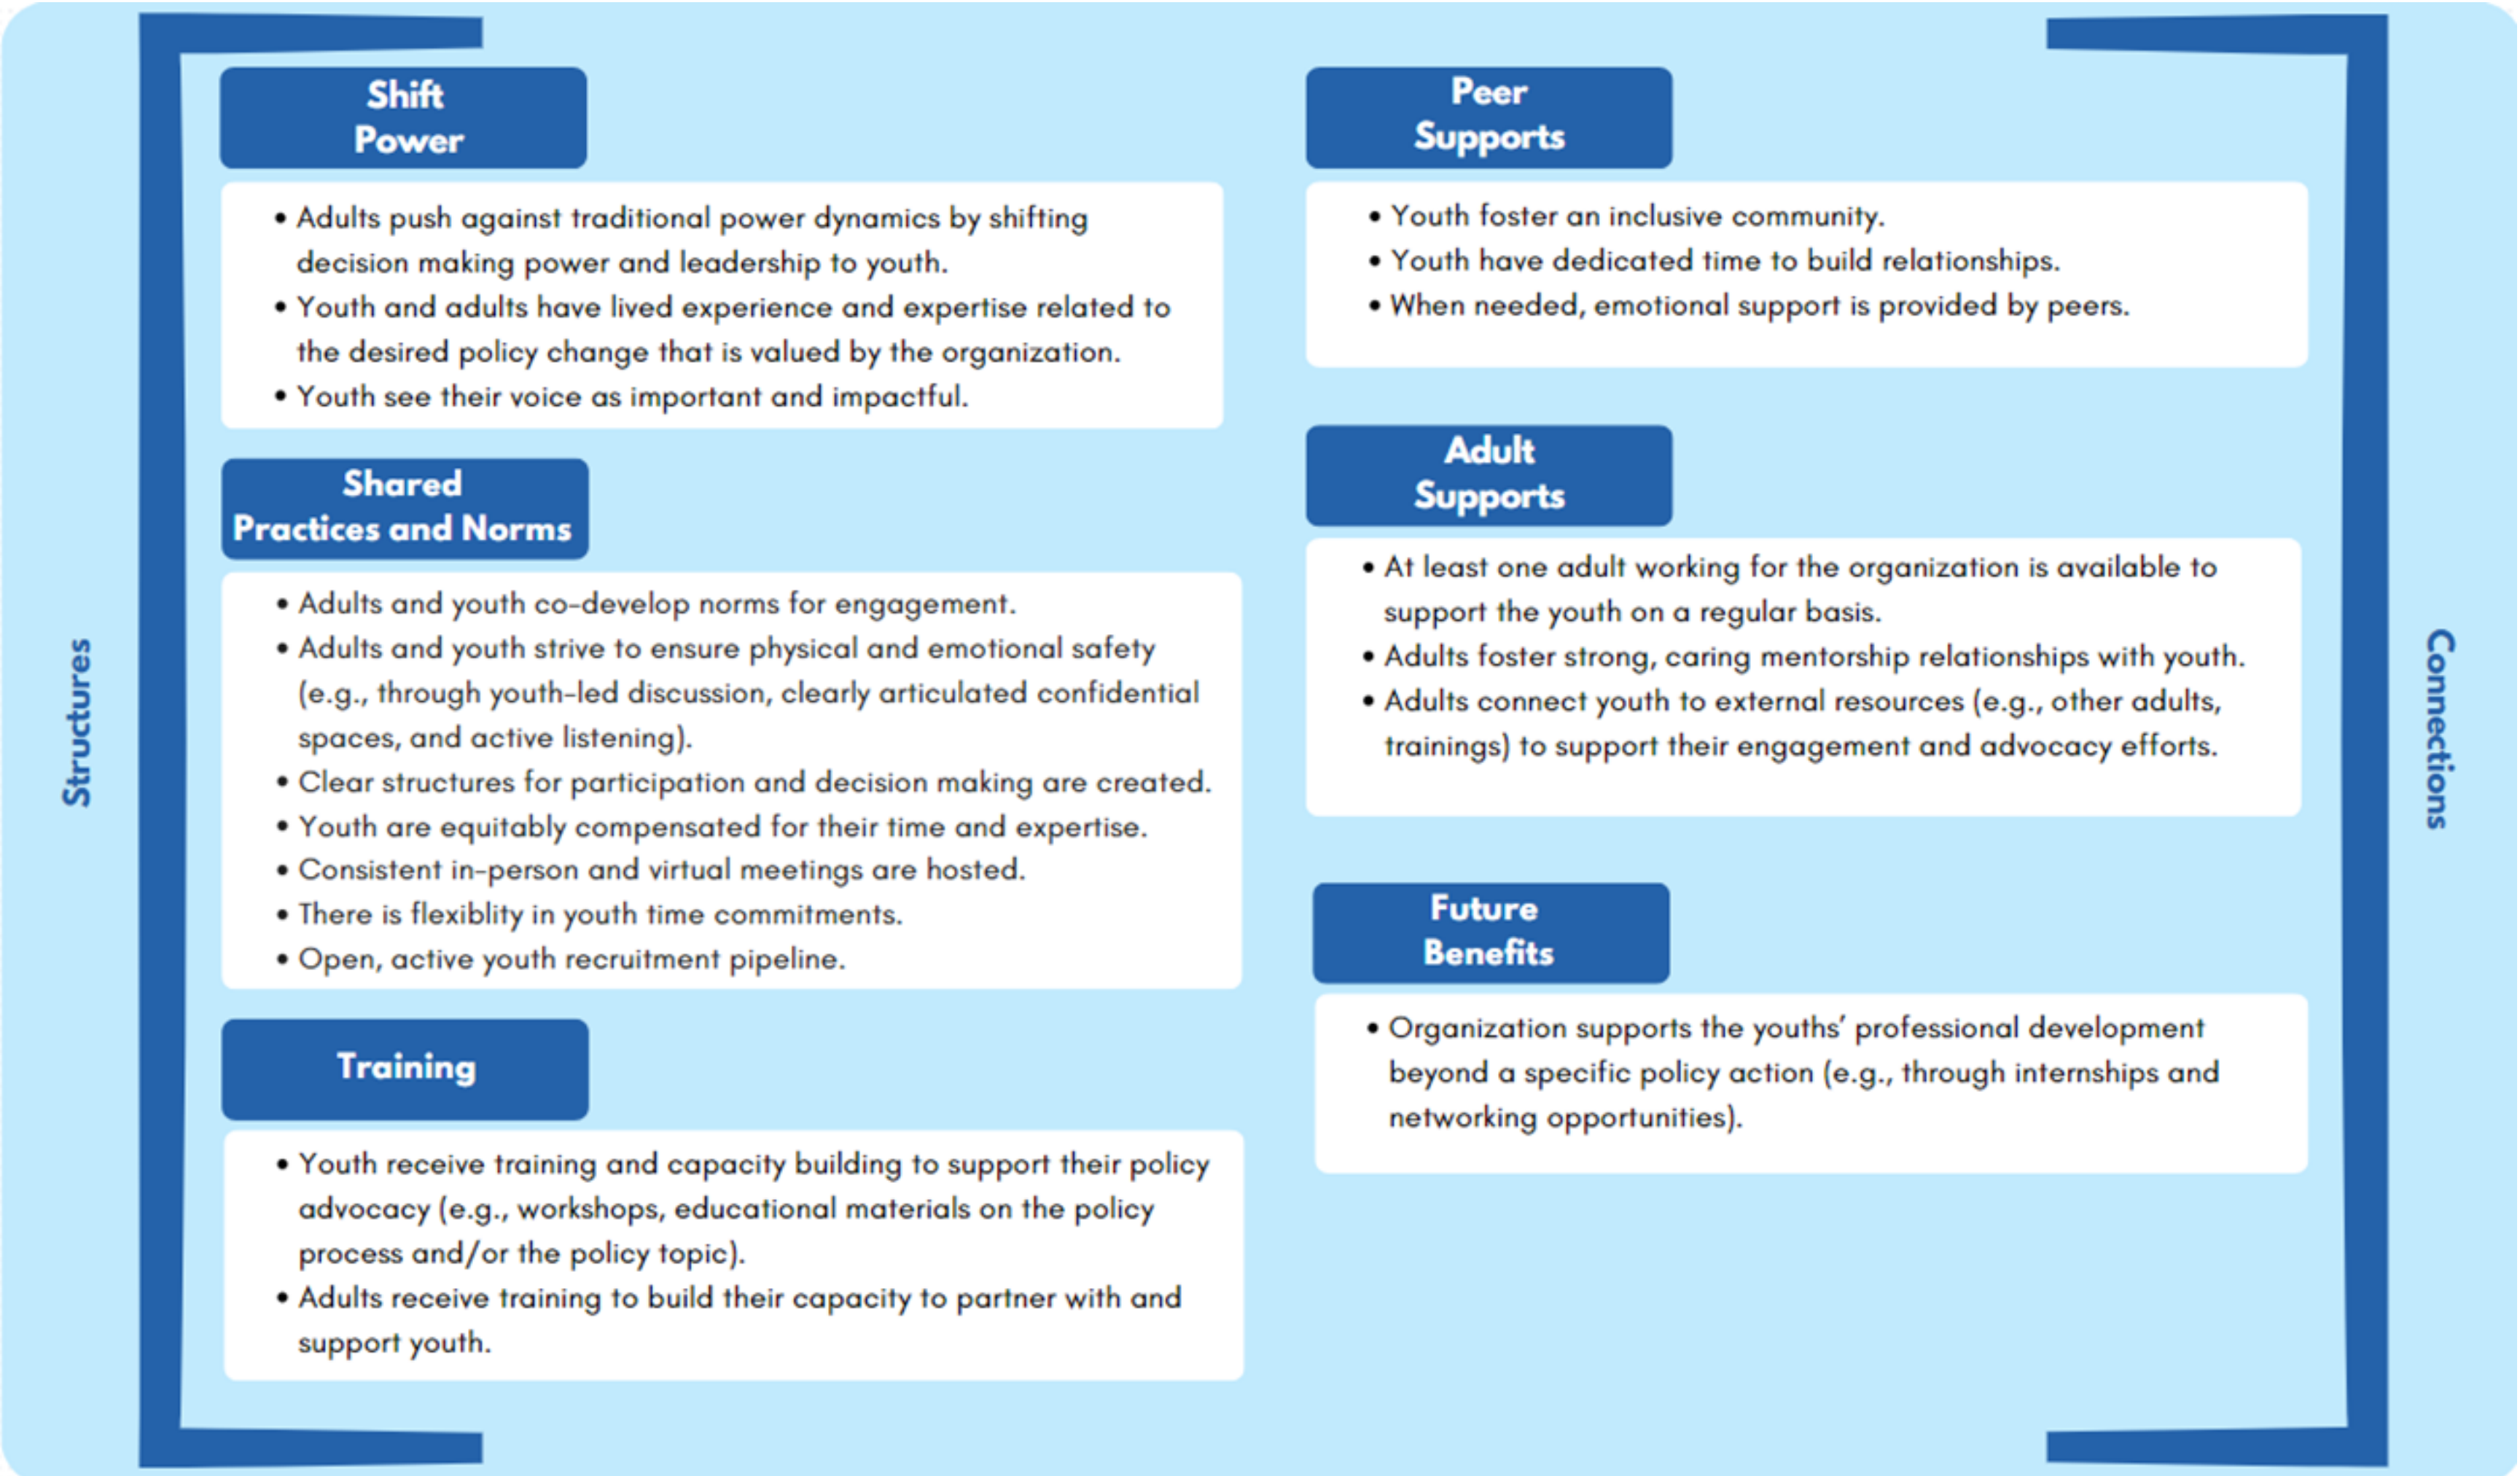 Structures
Shift
Power
• Adults push against traditional power dynamics by shifting
decision making power and leadership to youth.
• Youth and adults have lived experience and expertise related to
the desired policy change that is valued by the organization.
• Youth see their voice as important and impactful.
Shared
Practices and Norms
• Adults and youth co-develop norms for engagement.
• Adults and youth strive to ensure physical and emotional safety
(e.g., through youth-led discussion, clearly articulated confidential
spaces, and active listening).
• Clear structures for participation and decision making are created.
• Youth are equitably compensated for their time and expertise.
• Consistent in-person and virtual meetings are hosted.
• There is flexiblity in youth time commitments.
• Open, active youth recruitment pipeline.
Training
• Youth receive training and capacity building to support their policy
advocacy (e.g., workshops, educational materials on the policy
process and/or the policy topic).
• Adults receive training to build their capacity to partner with and
support youth.
Peer
Supports
• Youth foster an inclusive community.
• Youth have dedicated time to build relationships.
• When needed, emotional support is provided by peers.
Adult
Supports
• At least one adult working for the organization is available to
support the youth on a regular basis.
• Adults foster strong, caring mentorship relationships with youth.
• Adults connect youth to external resources (e.g., other adults,
trainings) to support their engagement and advocacy efforts.
Future
Benefits
• Organization supports the youths’ professional development
beyond a specific policy action (e.g., through internships and
networking opportunities).
Connections